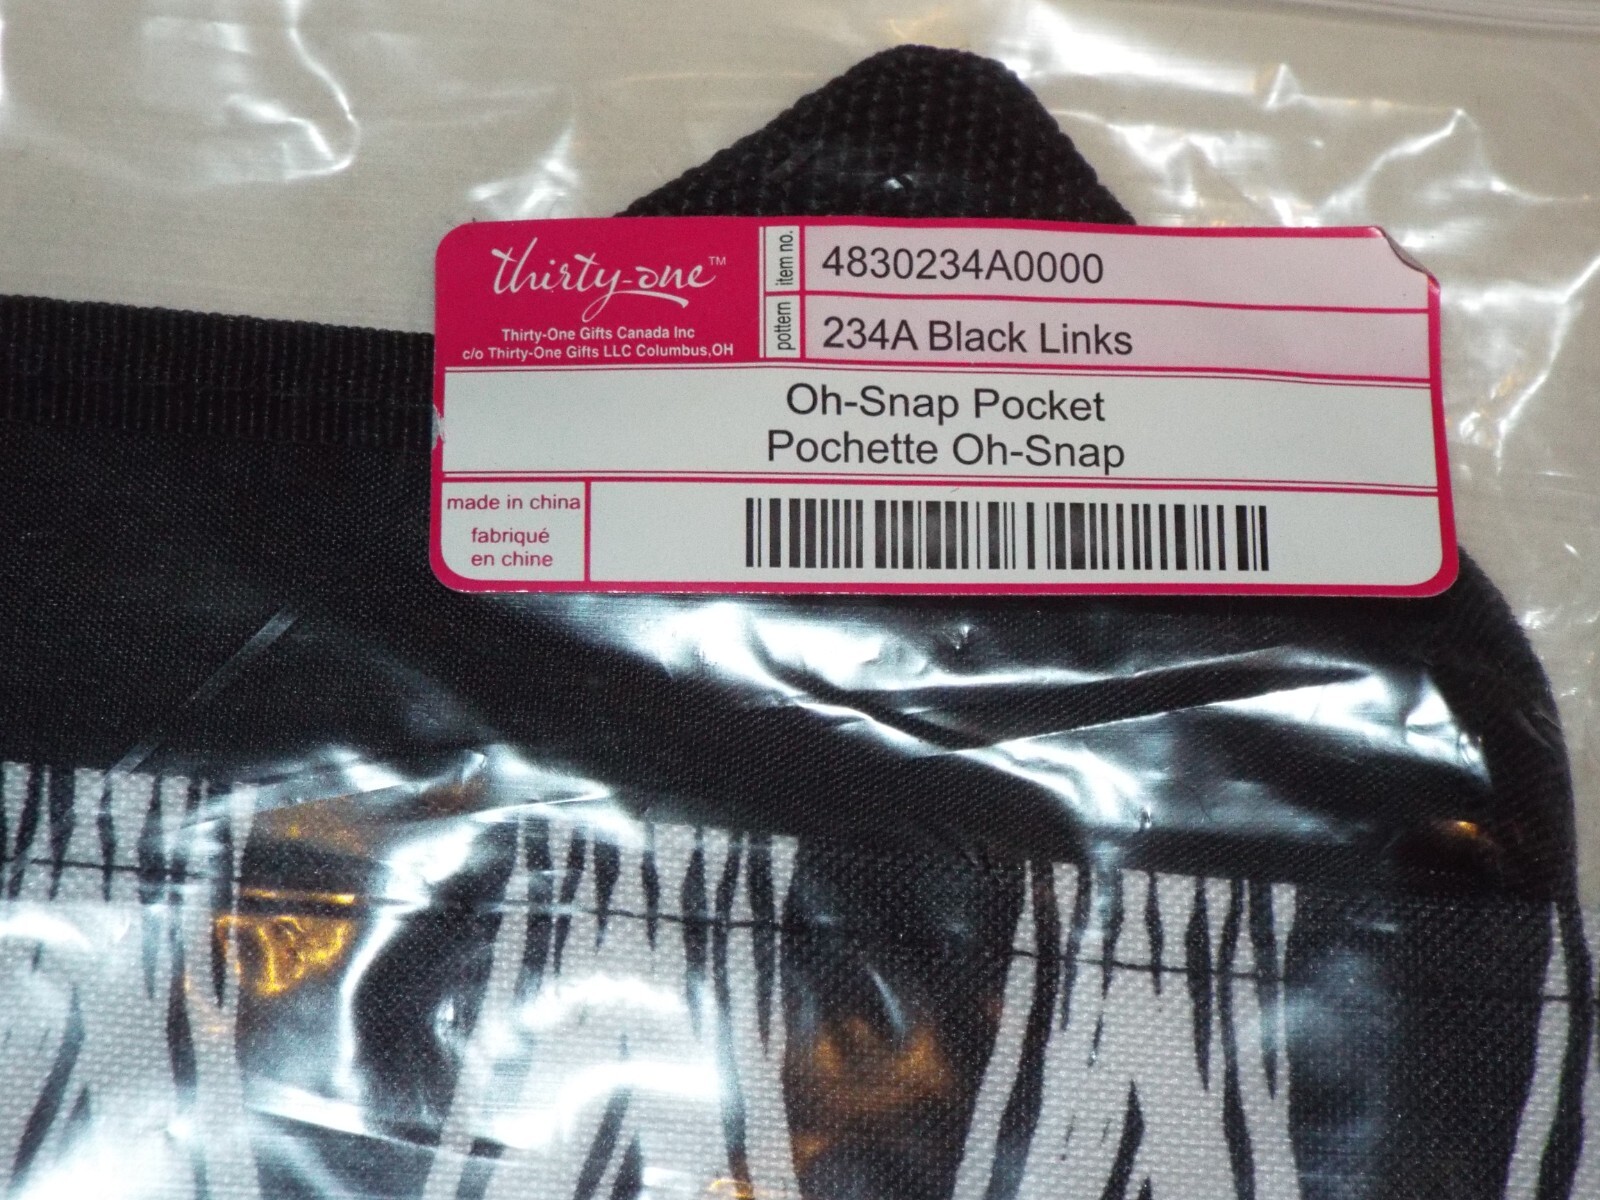 thirty-one™
Thirty-One Gifts Canada Inc
c/o Thirty-One Gifts LLC Columbus,OH
item no.
4830234A0000
pottern
234A Black Links
Oh-Snap Pocket
Pochette Oh-Snap
made in china
fabriqué
en chine